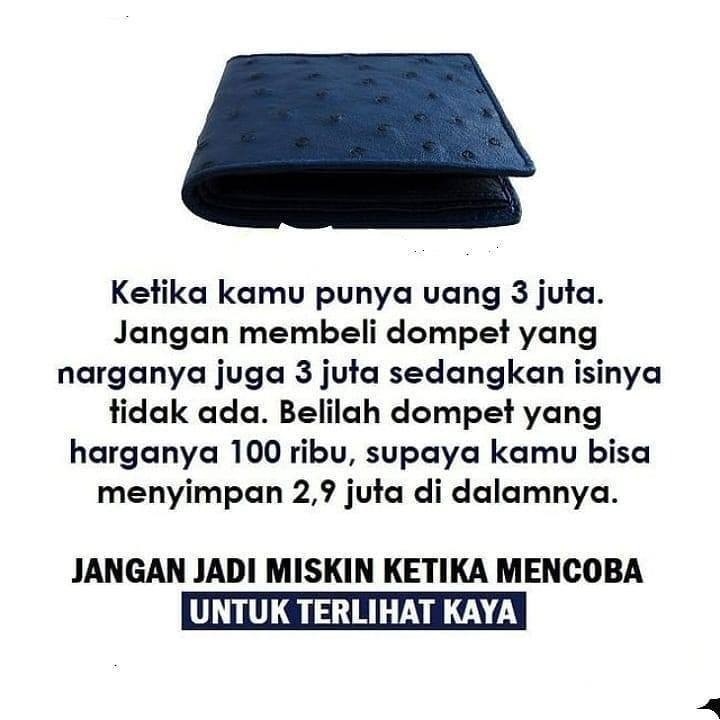 Ketika kamu punya uang 3 juta.
Jangan membeli dompet yang
harganya juga 3 juta sedangkan isinya
tidak ada. Belilah dompet yang
harganya 100 ribu, supaya kamu bisa
menyimpan 2,9 juta di dalamnya.
JANGAN JADI MISKIN KETIKA MENCOBA
UNTUK TERLIHAT KAYA